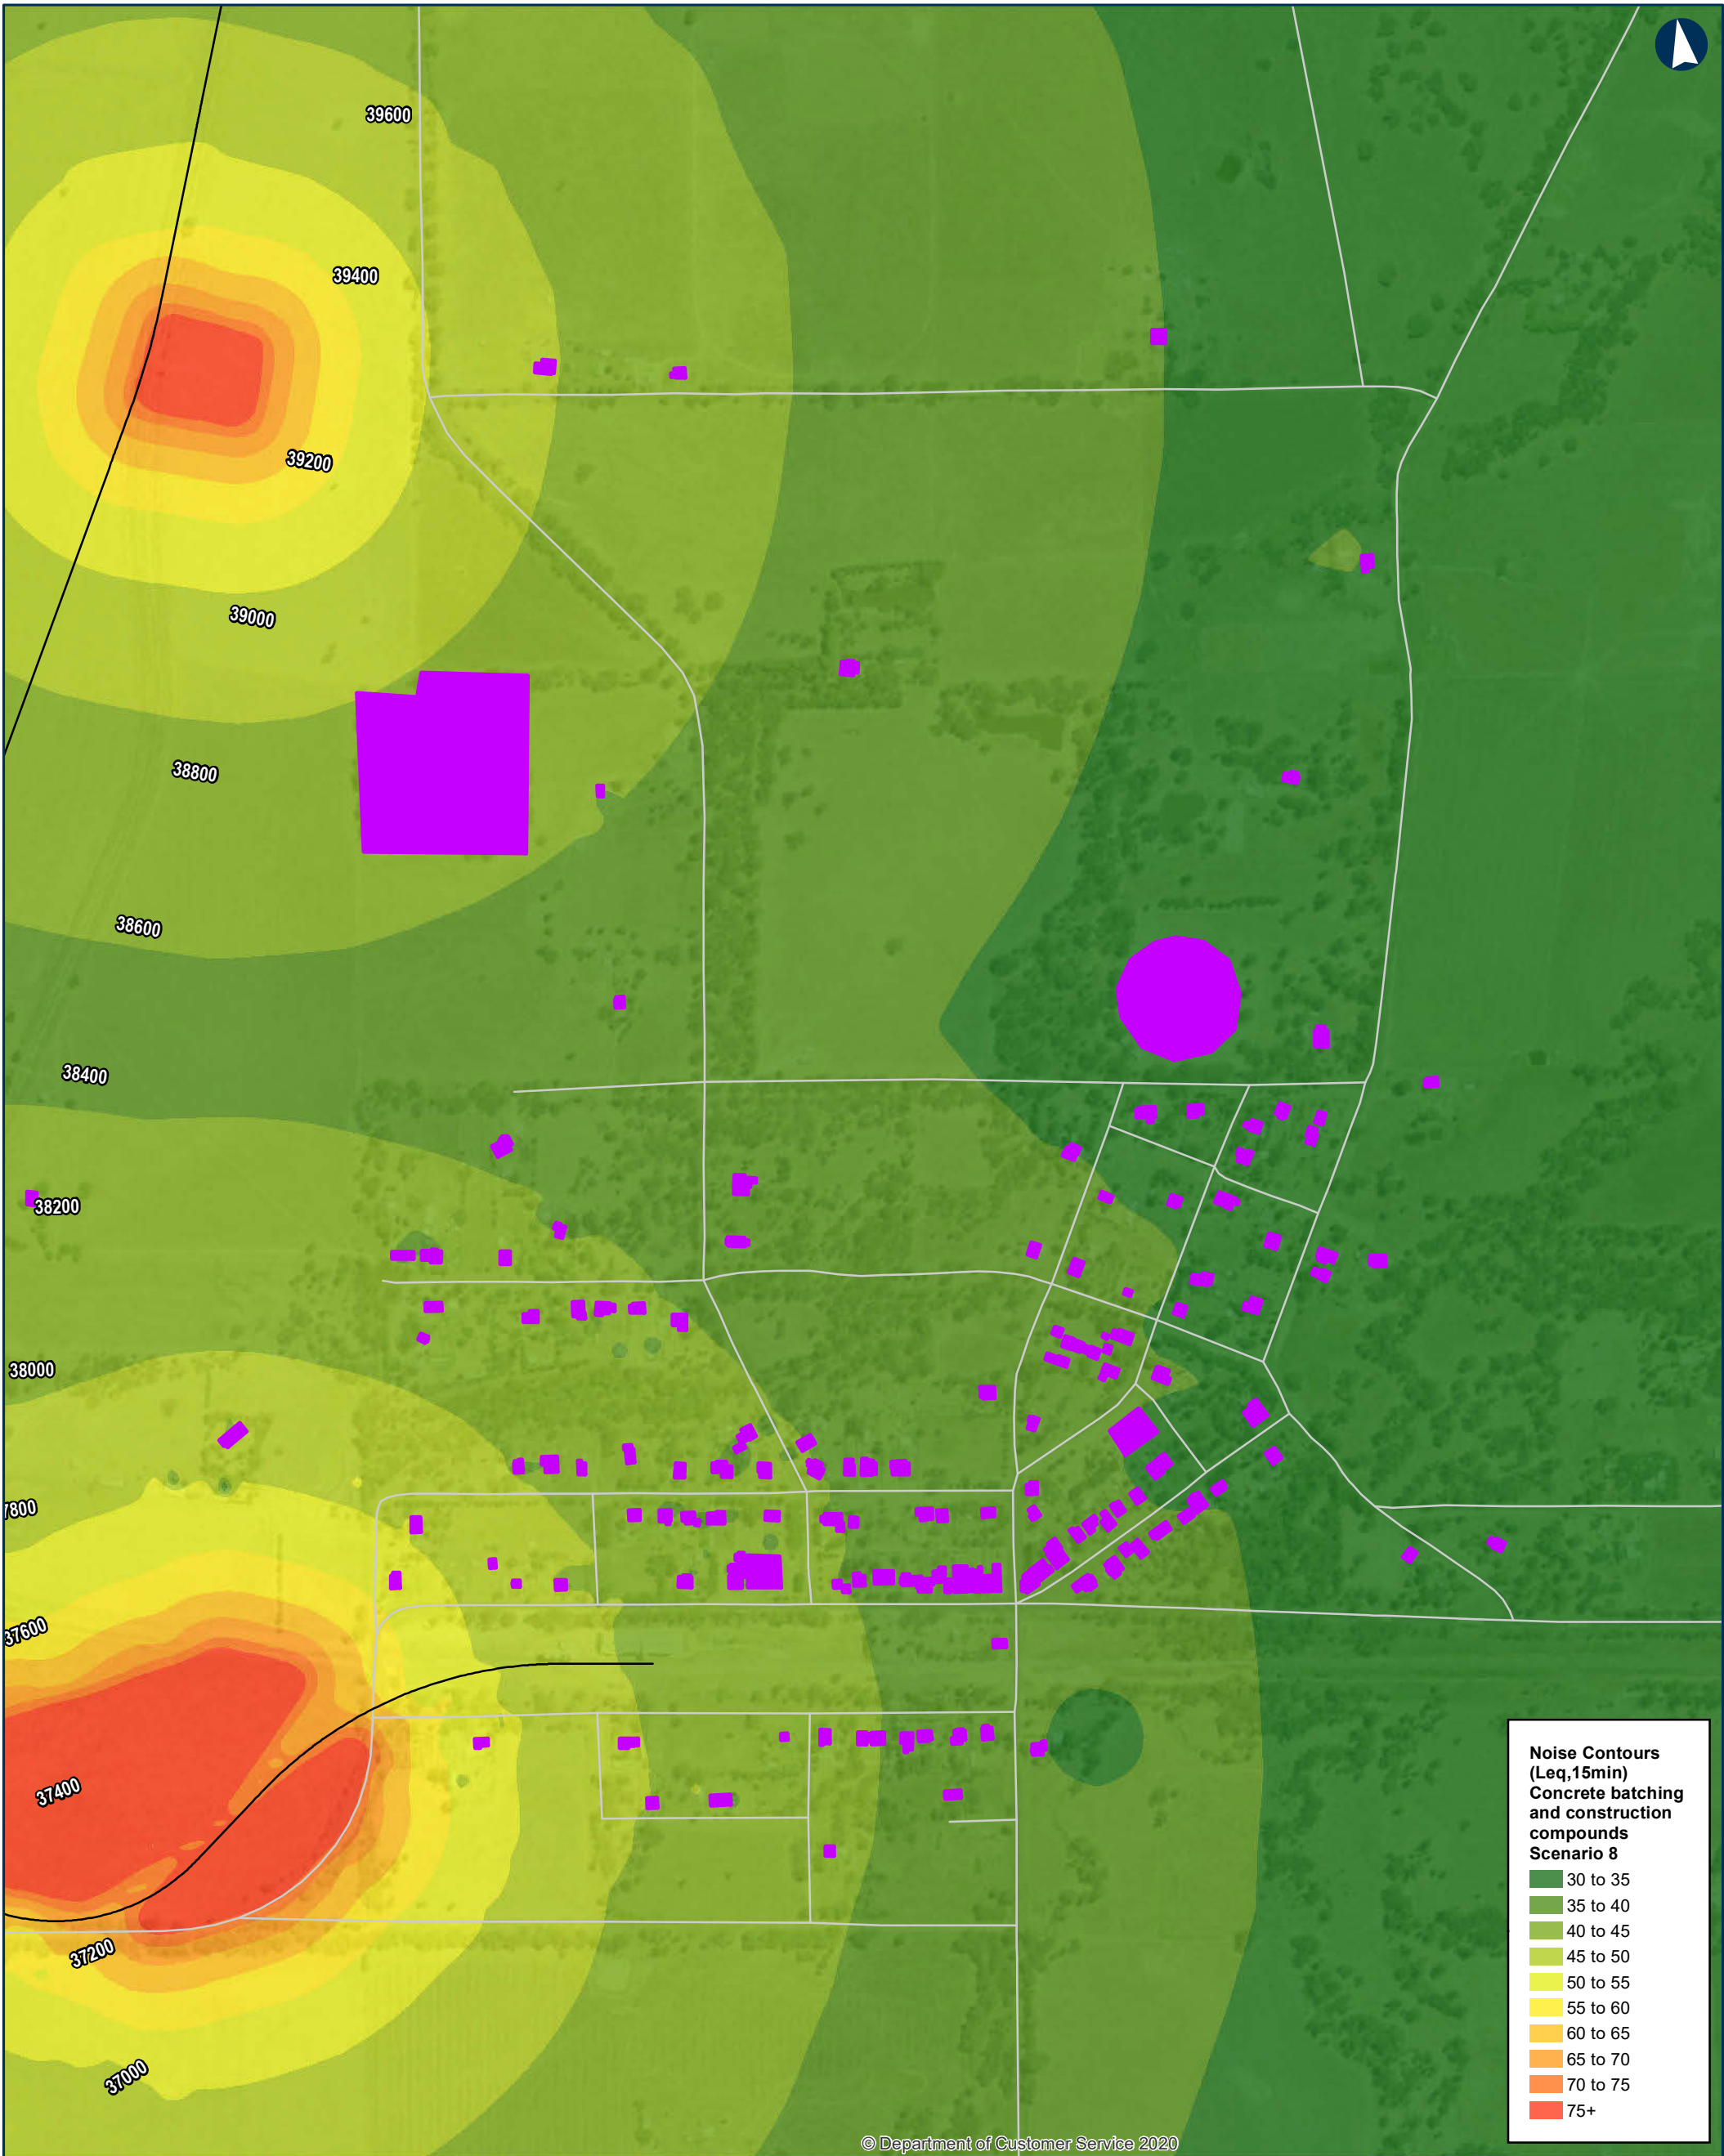 39600
39400
39200
39000
38800
38600
38400
38200
38000
7800
37600
37400
37200
37000
Noise Contours
(Leq,15min)
Concrete batching
and construction
compounds
Scenario 8
30 to 35
35 to 40
40 to 45
45 to 50
50 to 55
55 to 60
60 to 65
65 to 70
70 to 75
75+
© Department of Customer Service 2020